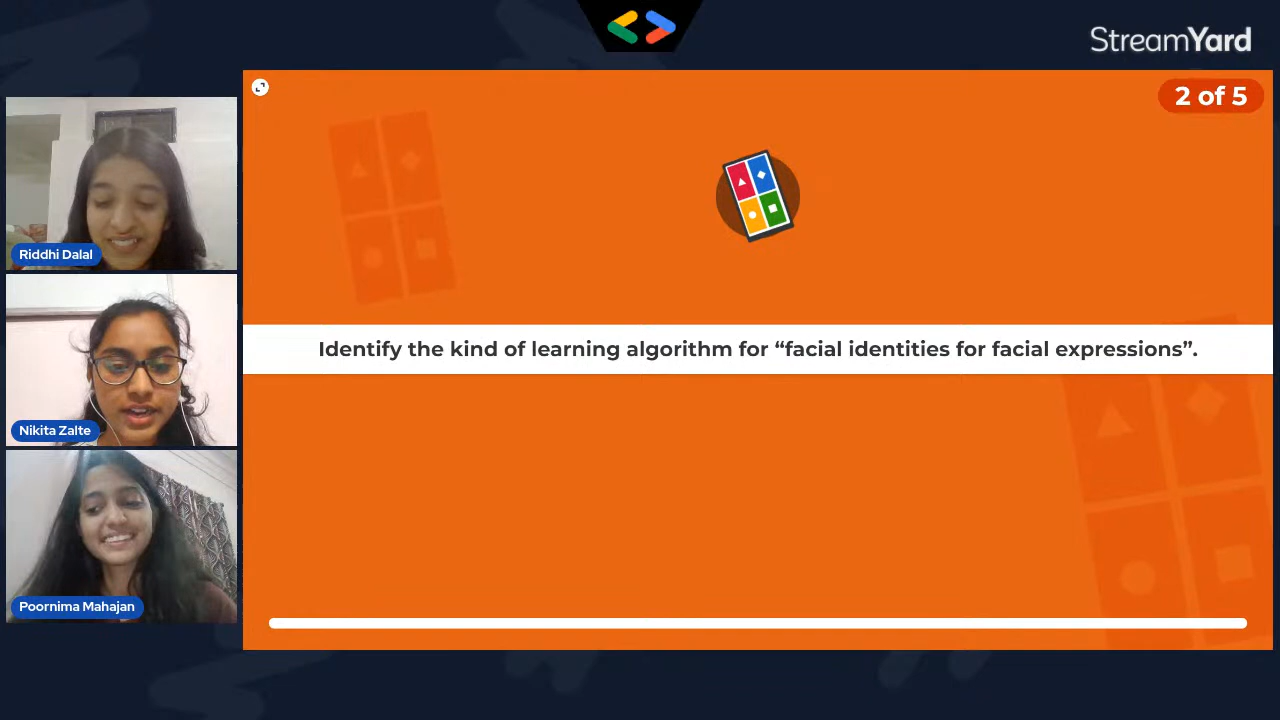 StreamYard
2 of 5
Riddhi Dalal
Identify the kind of learning algorithm for “facial identities for facial expressions”.
Nikita Zalte
Poornima Mahajan